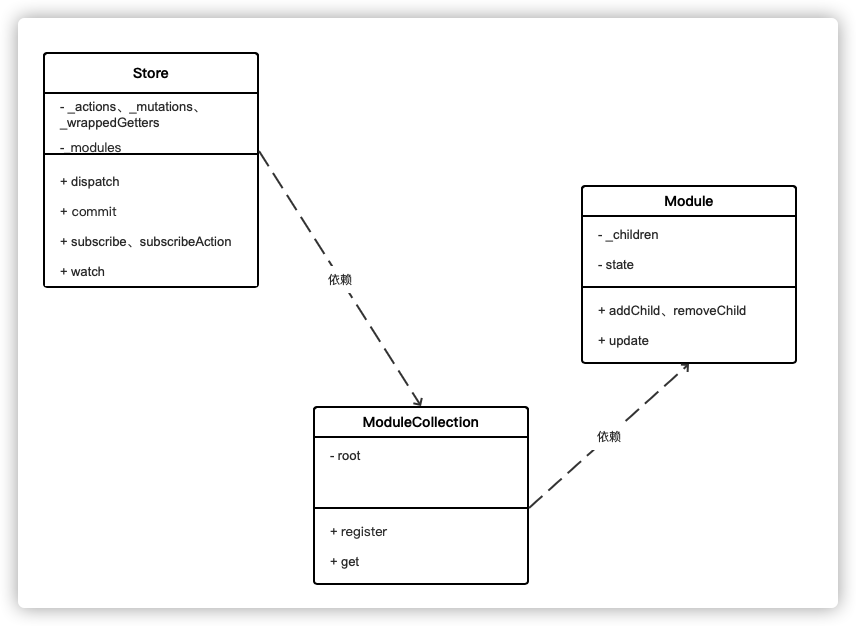 Store
- _actions、_mutations、
_wrappedGetters
- _modules
+ dispatch
+ commit
+ subscribe、subscribeAction
+ watch
依赖
Module
- _children
- state
+ addChild、removeChild
+ update
依赖
ModuleCollection
- root
+ register
+ get